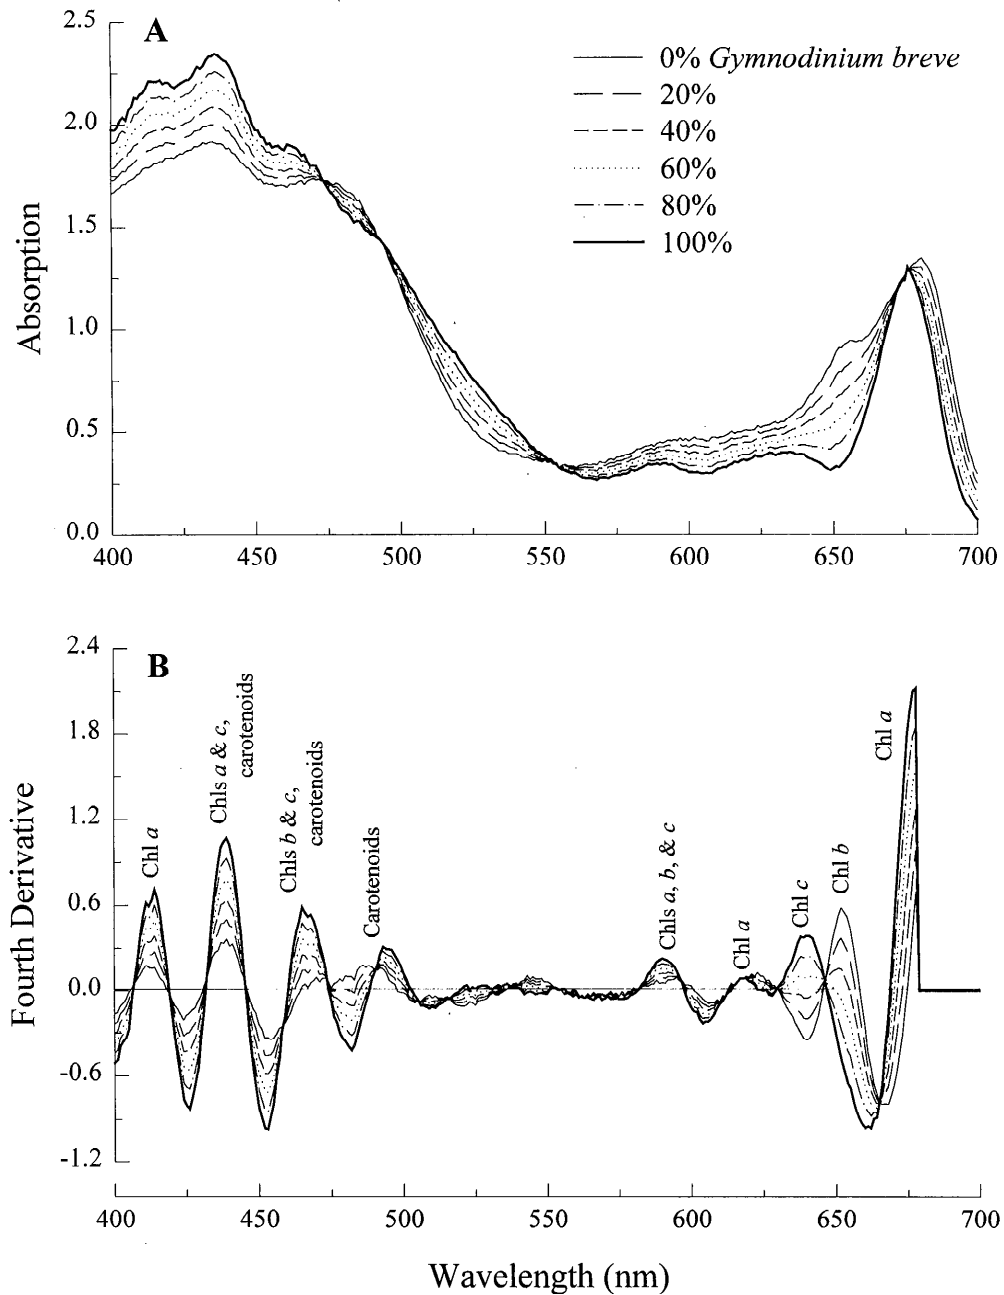 A
2.5
2.0
1.5
1.0
0.5
0.0
Absorption
0% Gymnodinium breve
20%
40%
60%
80%
100%
400 450 500 550 600 650 700
B
2.4
1.8
1.2
0.6
0.0
-0.6
-1.2
Fourth Derivative
Chl a
Chls a & c,
carotenoids
Chls b & c,
carotenoids
Carotenoids
Chls a, b, & c
Chl a
Chl c
Chl b
Chl a
400 450 500 550 600 650 700
Wavelength (nm)